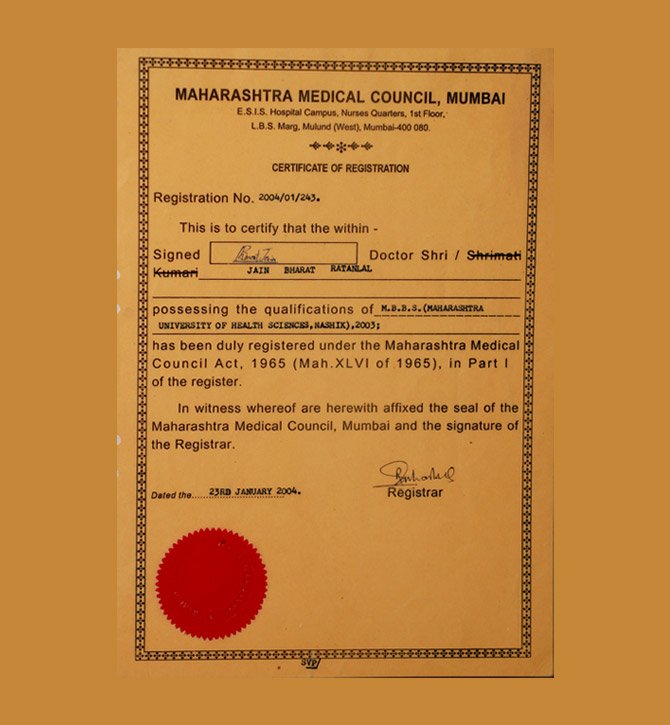 MAHARASHTRA MEDICAL COUNCIL, MUMBAI
E.S.I.S. Hospital Campus, Nurses Quarters, 1st Floor,
L.B.S. Marg, Mulund (West), Mumbai-400 080.
CERTIFICATE OF REGISTRATION
Registration No. 2004/01/243.
This is to certify that the within -
Signed Doctor Shri / Shrimati
Kumari JAIN BHARAT RATANLAL
possessing the qualifications of M.B.B.S.(MAHARASHTRA
UNIVERSITY OF HEALTH SCIENCES,NASHIK),2003;
has been duly registered under the Maharashtra Medical
Council Act, 1965 (Mah.XLVI of 1965), in Part I
of the register.
In witness whereof are herewith affixed the seal of the
Maharashtra Medical Council, Mumbai and the signature of
the Registrar.
Registrar
Dated the......23RD JANUARY 2004.
SVP/